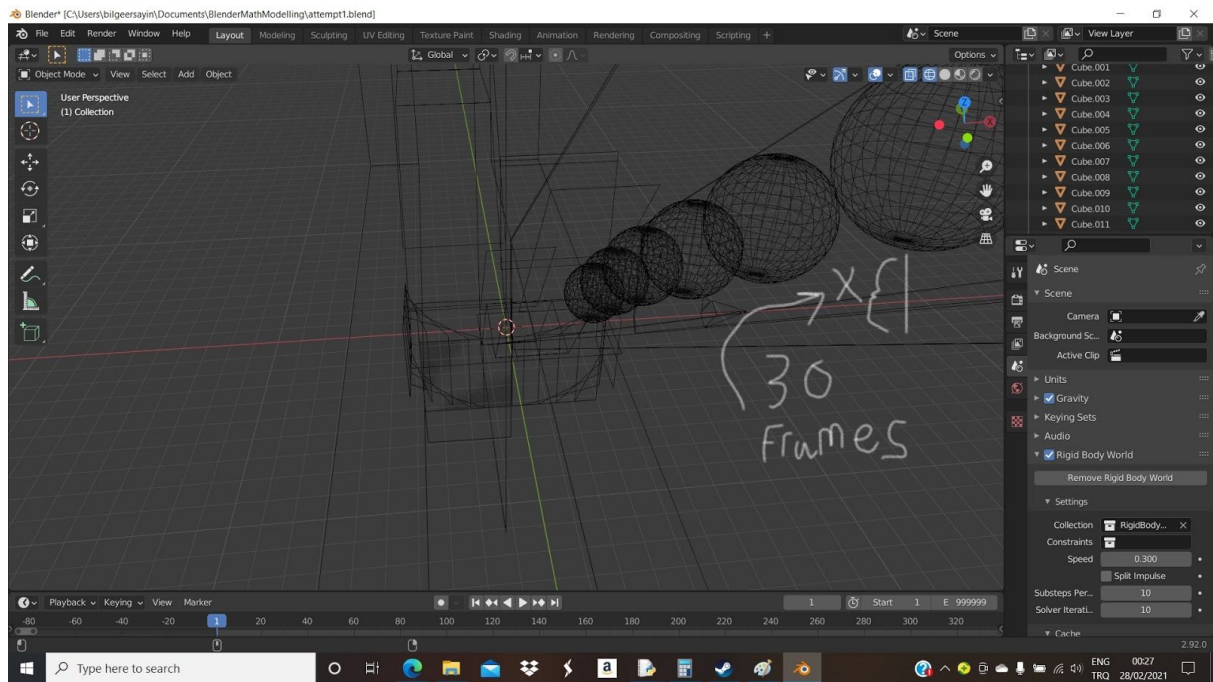 Blender* [C:\Users\bilgeersayin\Documents\BlenderMathModelling\attempt1.blend]
File Edit Render Window Help Layout Modeling Sculpting UV Editing Texture Paint Shading Animation Rendering Compositing Scripting + Scene View Layer
Global Options
Object Mode View Select Add Object
User Perspective
(1) Collection
Z
X
Cube.001
Cube.002
Cube.003
Cube.004
Cube.005
Cube.006
Cube.007
Cube.008
Cube.009
Cube.010
Cube.011
Scene
Scene
Camera
Background Sc...
Active Clip
Units
Gravity
Keying Sets
Audio
Rigid Body World
Remove Rigid Body World
Settings
Collection RigidBody...
Constraints
Speed 0.300
Split Impulse
Substeps Per... 10
Solver Iterati... 10
Cache
X { 1
30
Frames
Playback Keying View Marker 1 Start 1 E 999999
-80 -60 -40 -20 1 20 40 60 80 100 120 140 160 180 200 220 240 260 280 300 320
2.92.0
Type here to search
ENG 00:27
TRQ 28/02/2021